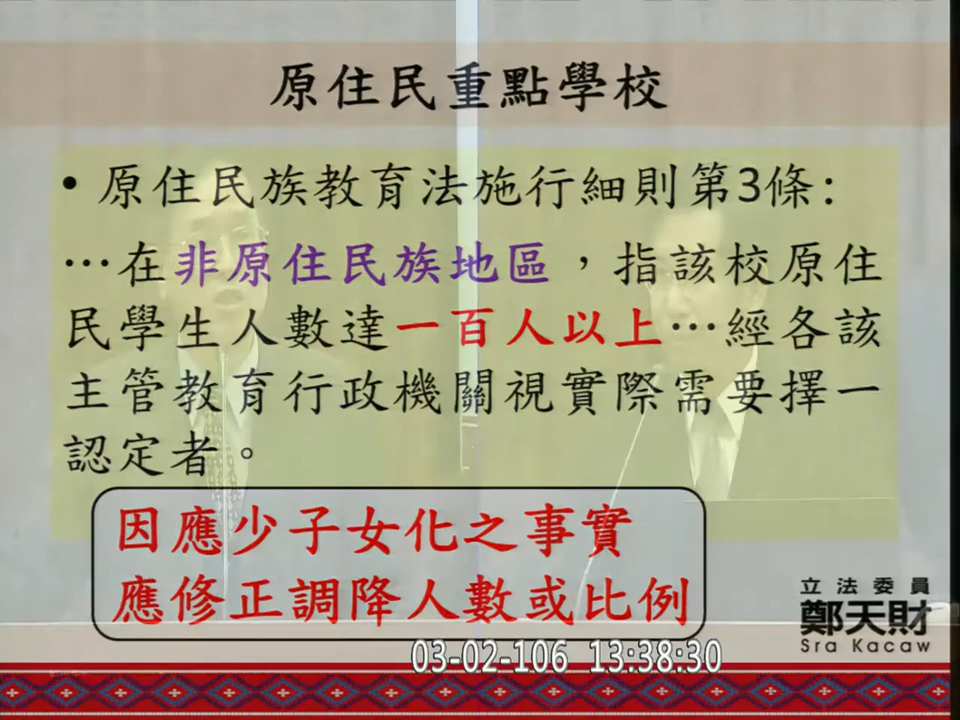 原住民重點學校
• 原住民族教育法施行細則第3條:
…在非原住民族地區，指該校原住
民學生人數達一百人以上…經各該
主管教育行政機關視實際需要擇一
認定者。
因應少子女化之事實
應修正調降人數或比例
立法委員
鄭天財
Sra Kacaw
03-02-106 13:38:30